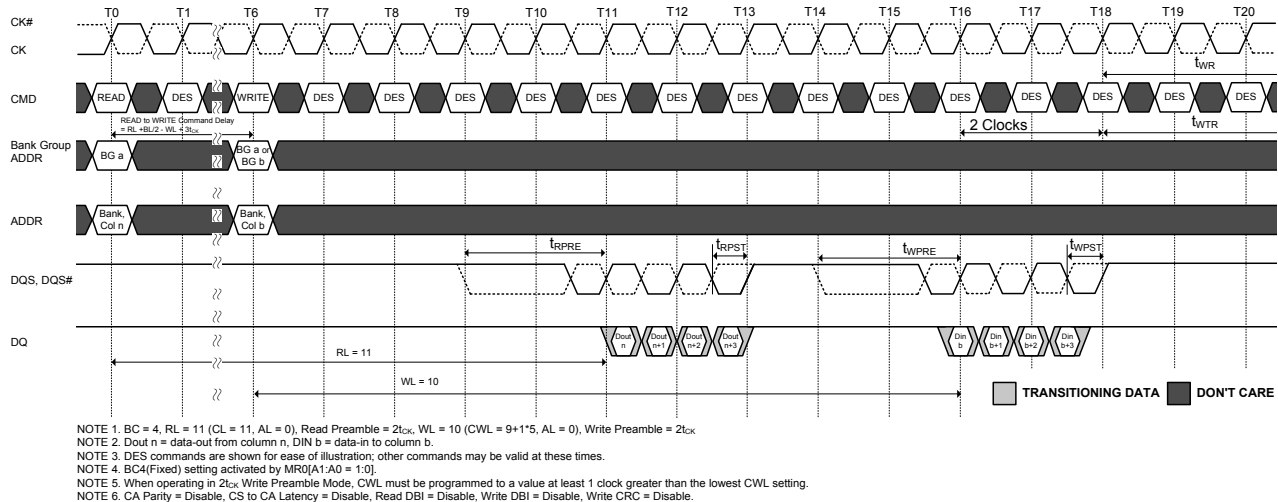 T0 T1 T6 T7 T8 T9 T10 T11 T12 T13 T14 T15 T16 T17 T18 T19 T20
CK#
CK
tWR
CMD READ DES WRITE DES DES DES DES DES DES DES DES DES DES DES DES DES DES
READ to WRITE Command Delay
= RL +BL/2 - WL + 3tCK
2 Clocks
tWTR
Bank Group
ADDR
BG a
BG a or
BG b
ADDR
Bank,
Col n
Bank,
Col b
tRPRE tRPST tWPRE tWPST
DQS, DQS#
DQ
Dout
n
Dout
n+1
Dout
n+2
Dout
n+3
Din
b
Din
b+1
Din
b+2
Din
b+3
RL = 11
WL = 10
TRANSITIONING DATA DON'T CARE
NOTE 1. BC = 4, RL = 11 (CL = 11, AL = 0), Read Preamble = 2tCK, WL = 10 (CWL = 9+1*5, AL = 0), Write Preamble = 2tCK
NOTE 2. Dout n = data-out from column n, DIN b = data-in to column b.
NOTE 3. DES commands are shown for ease of illustration; other commands may be valid at these times.
NOTE 4. BC4(Fixed) setting activated by MR0[A1:A0 = 1:0].
NOTE 5. When operating in 2tCK Write Preamble Mode, CWL must be programmed to a value at least 1 clock greater than the lowest CWL setting.
NOTE 6. CA Parity = Disable, CS to CA Latency = Disable, Read DBI = Disable, Write DBI = Disable, Write CRC = Disable.